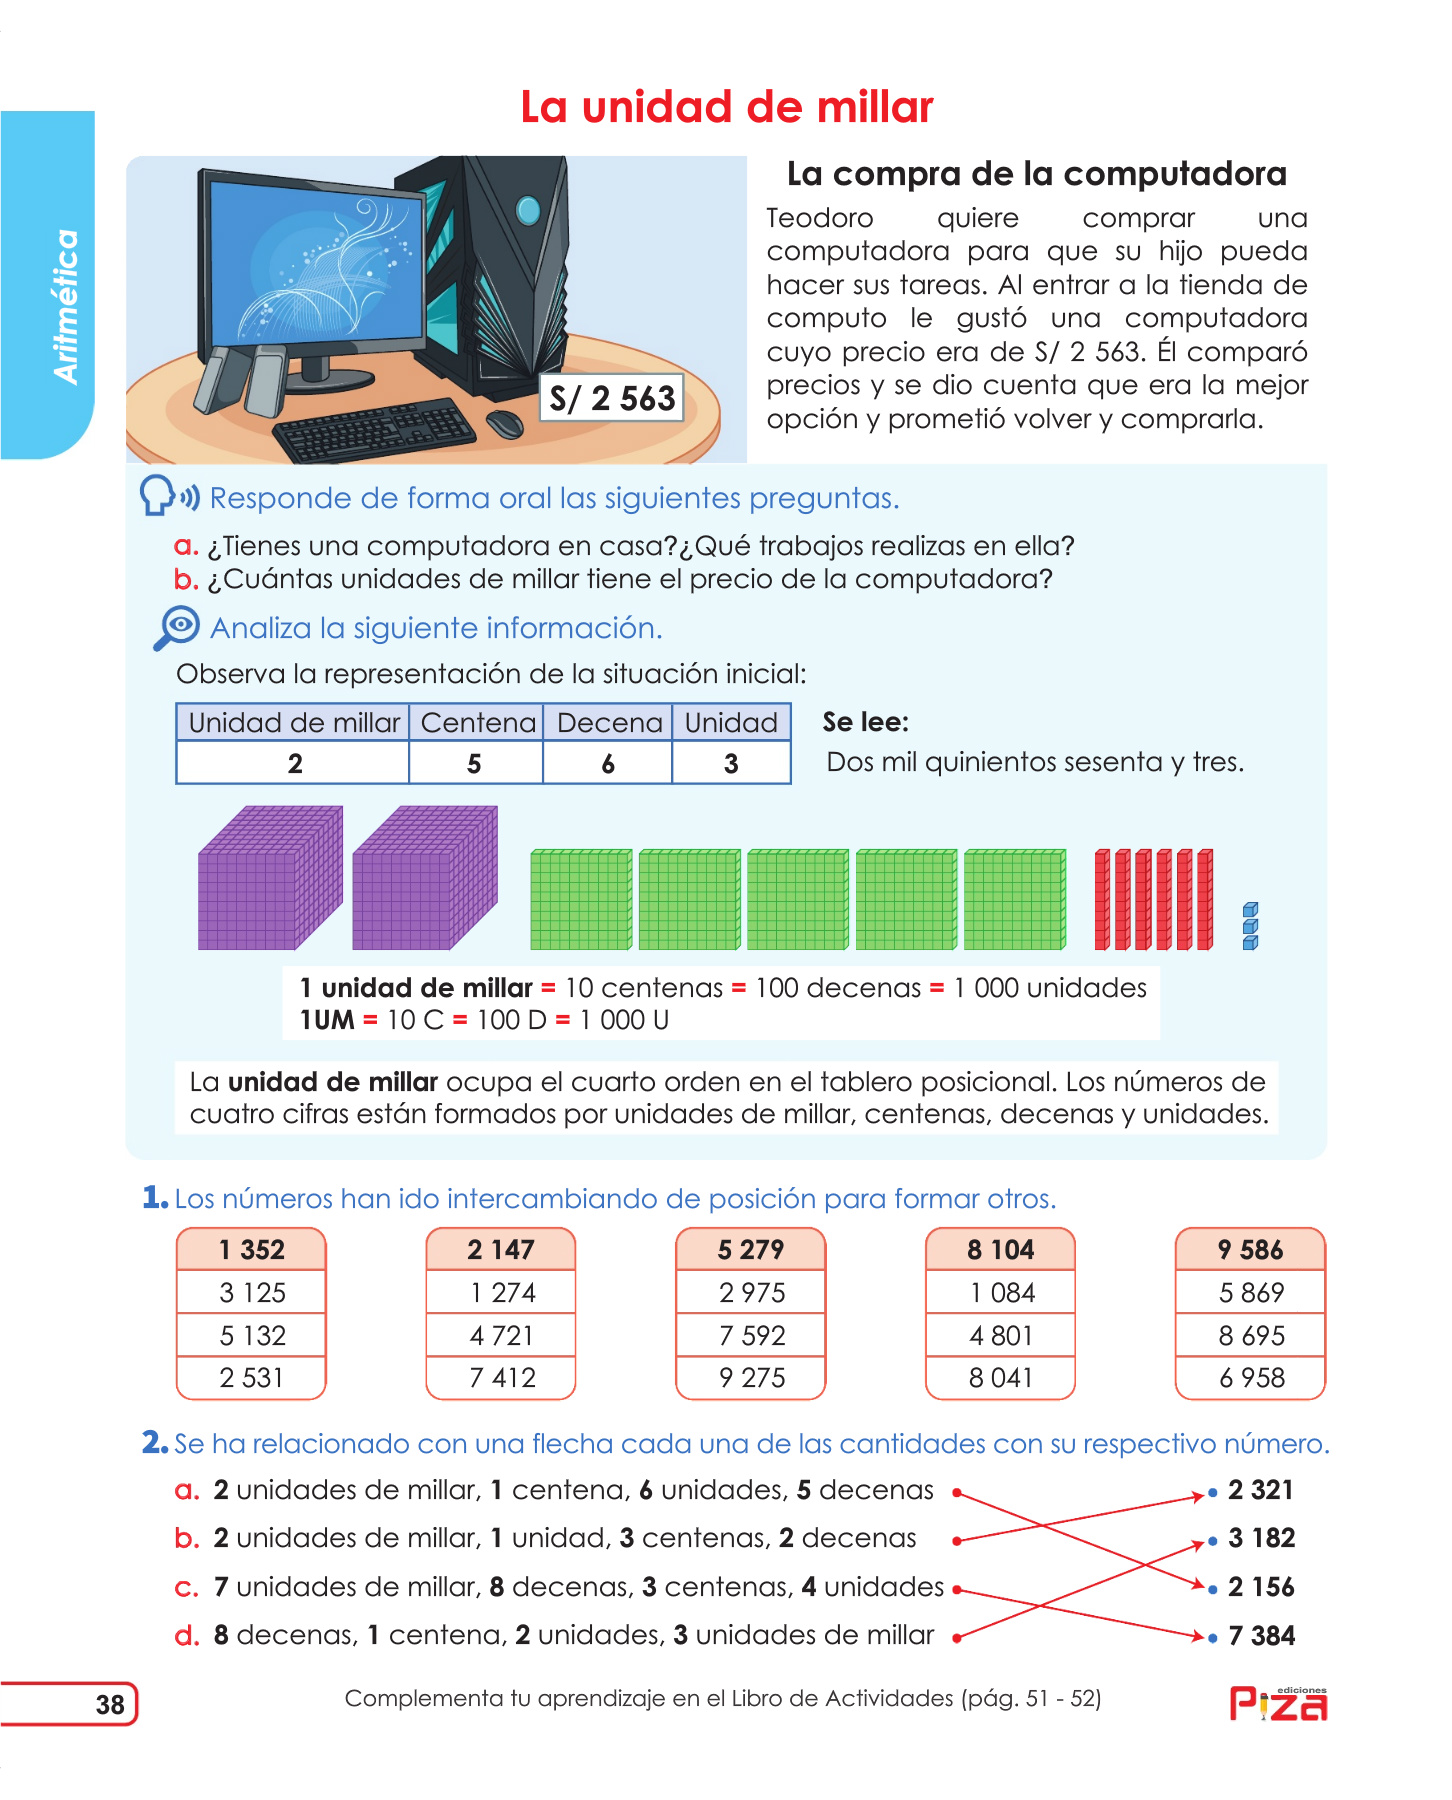 La unidad de millar
Aritmética
S/ 2 563
La compra de la computadora
Teodoro quiere comprar una
computadora para que su hijo pueda
hacer sus tareas. Al entrar a la tienda de
computo le gustó una computadora
cuyo precio era de S/ 2 563. Él comparó
precios y se dio cuenta que era la mejor
opción y prometió volver y comprarla.
Responde de forma oral las siguientes preguntas.
a. ¿Tienes una computadora en casa?¿Qué trabajos realizas en ella?
b. ¿Cuántas unidades de millar tiene el precio de la computadora?
Analiza la siguiente información.
Observa la representación de la situación inicial:
Unidad de millar Centena Decena Unidad
2 5 6 3
Se lee:
Dos mil quinientos sesenta y tres.
1 unidad de millar = 10 centenas = 100 decenas = 1 000 unidades
1UM = 10 C = 100 D = 1 000 U
La unidad de millar ocupa el cuarto orden en el tablero posicional. Los números de
cuatro cifras están formados por unidades de millar, centenas, decenas y unidades.
1. Los números han ido intercambiando de posición para formar otros.
1 352 2 147 5 279 8 104 9 586
3 125 1 274 2 975 1 084 5 869
5 132 4 721 7 592 4 801 8 695
2 531 7 412 9 275 8 041 6 958
2. Se ha relacionado con una flecha cada una de las cantidades con su respectivo número.
a. 2 unidades de millar, 1 centena, 6 unidades, 5 decenas • 2 321
b. 2 unidades de millar, 1 unidad, 3 centenas, 2 decenas • 3 182
c. 7 unidades de millar, 8 decenas, 3 centenas, 4 unidades • 2 156
d. 8 decenas, 1 centena, 2 unidades, 3 unidades de millar • 7 384
38
Complementa tu aprendizaje en el Libro de Actividades (pág. 51 - 52)
ediciones
Piza